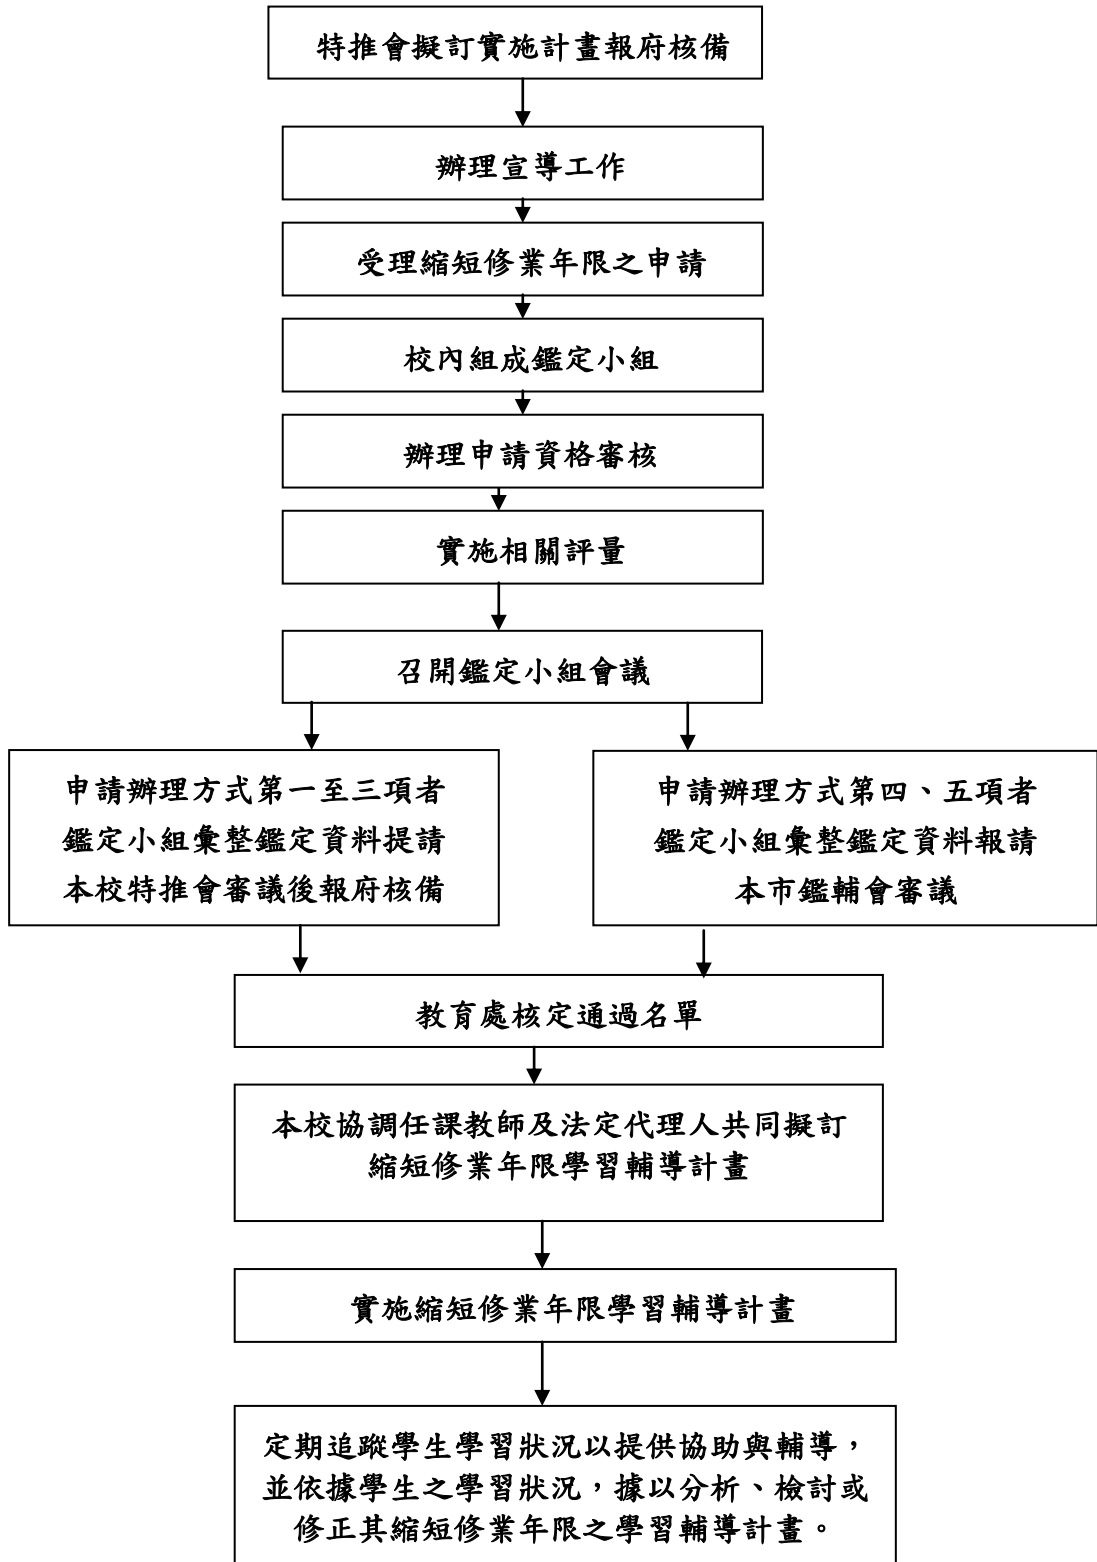 特推會擬訂實施計畫報府核備
辦理宣導工作
受理縮短修業年限之申請
校內組成鑑定小組
辦理申請資格審核
實施相關評量
召開鑑定小組會議
申請辦理方式第一至三項者
鑑定小組彙整鑑定資料提請
本校特推會審議後報府核備
申請辦理方式第四、五項者
鑑定小組彙整鑑定資料報請
本市鑑輔會審議
教育處核定通過名單
本校協調任課教師及法定代理人共同擬訂
縮短修業年限學習輔導計畫
實施縮短修業年限學習輔導計畫
定期追蹤學生學習狀況以提供協助與輔導，
並依據學生之學習狀況，據以分析、檢討或
修正其縮短修業年限之學習輔導計畫。